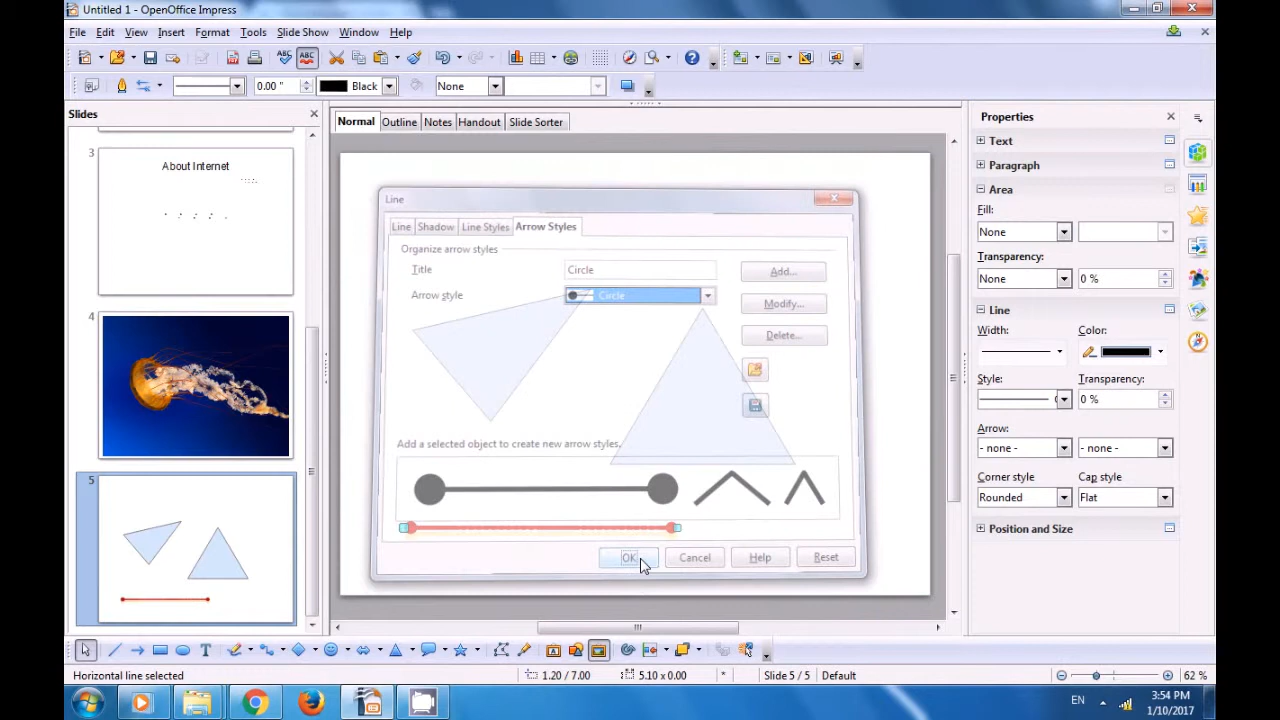 Untitled 1 - OpenOffice Impress
File Edit View Insert Format Tools Slide Show Window Help
0.00 " Black None
Slides
Normal Outline Notes Handout Slide Sorter
Properties
3
About Internet
4
5
Line
Line Shadow Line Styles Arrow Styles
Organize arrow styles
Title Circle Add...
Arrow style Circle
Modify...
Delete...
Add a selected object to create new arrow styles.
OK Cancel Help Reset
Text
Paragraph
Area
Fill:
None
Transparency:
None 0 %
Line
Width: Color:
Style: Transparency:
0 %
Arrow:
- none - - none -
Corner style Cap style
Rounded Flat
Position and Size
Horizontal line selected 1.20 / 7.00 5.10 x 0.00 * Slide 5 / 5 Default 62 %
EN 3:54 PM
1/10/2017